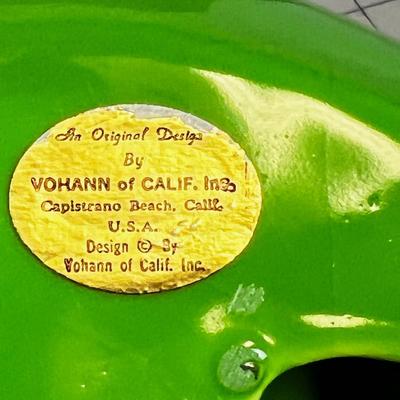 An Original Design
By
VOHANN of CALIF. Inc.
Capistrano Beach, Calif.
U.S.A.
Design © By
Vohann of Calif. Inc.